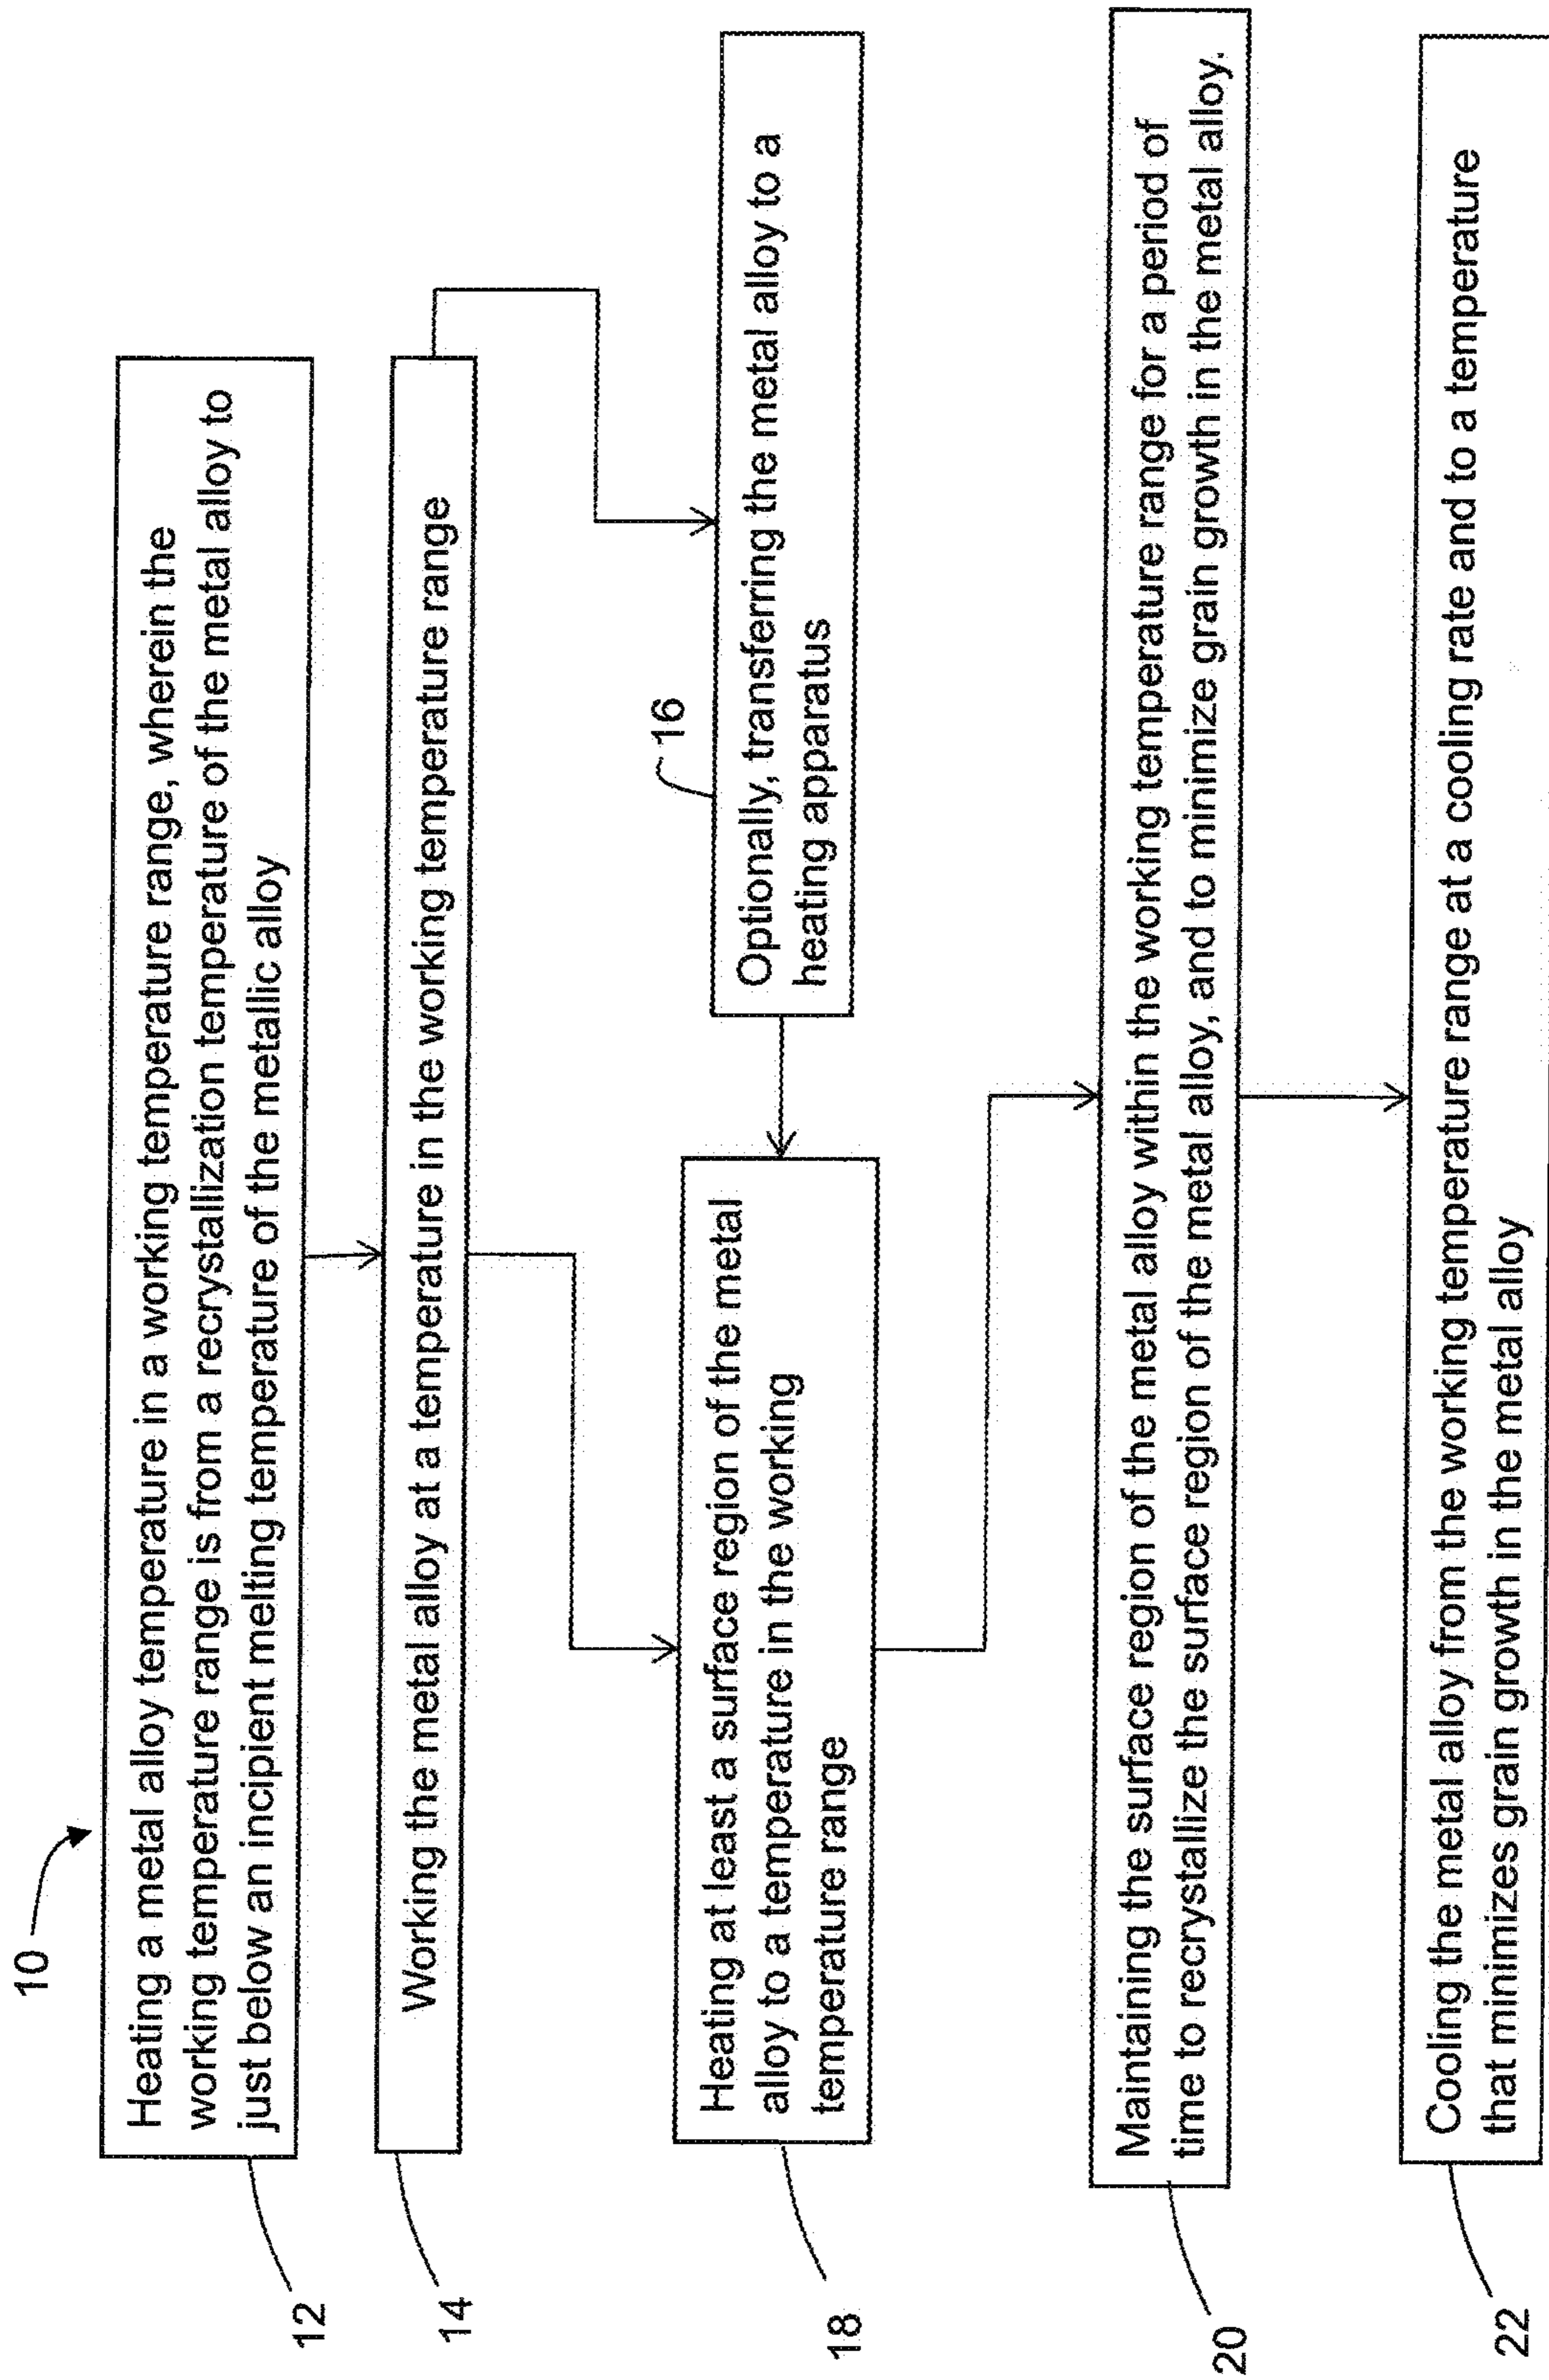 10
12
Heating a metal alloy temperature in a working temperature range, wherein the
working temperature range is from a recrystallization temperature of the metal alloy to
just below an incipient melting temperature of the metallic alloy
14
Working the metal alloy at a temperature in the working temperature range
16
Optionally, transferring the metal alloy to a
heating apparatus
18
Heating at least a surface region of the metal
alloy to a temperature in the working
temperature range
20
Maintaining the surface region of the metal alloy within the working temperature range for a period of
time to recrystallize the surface region of the metal alloy, and to minimize grain growth in the metal alloy.
22
Cooling the metal alloy from the working temperature range at a cooling rate and to a temperature
that minimizes grain growth in the metal alloy